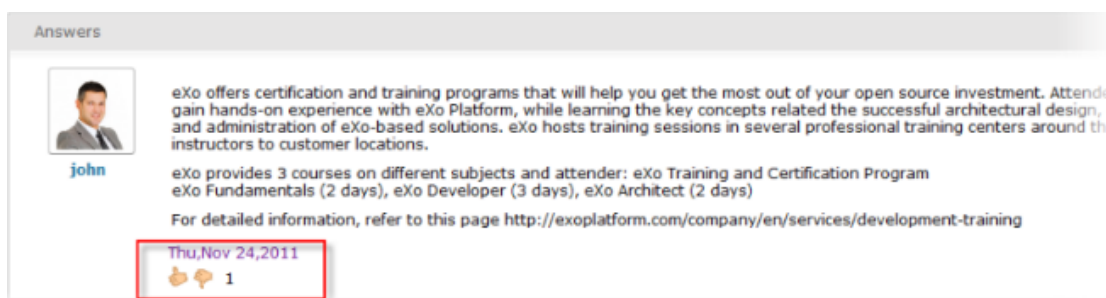 Answers
eXo offers certification and training programs that will help you get the most out of your open source investment.
gain hands-on experience with eXo Platform, while learning the key concepts related the successful architectural design,
and administration of eXo-based solutions. eXo hosts training sessions in several professional training centers around
instructors to customer locations.
john
eXo provides 3 courses on different subjects and attender: eXo Training and Certification Program
eXo Fundamentals (2 days), eXo Developer (3 days), eXo Architect (2 days)
For detailed information, refer to this page http://exoplatform.com/company/en/services/development-training
Thu,Nov 24,2011
1